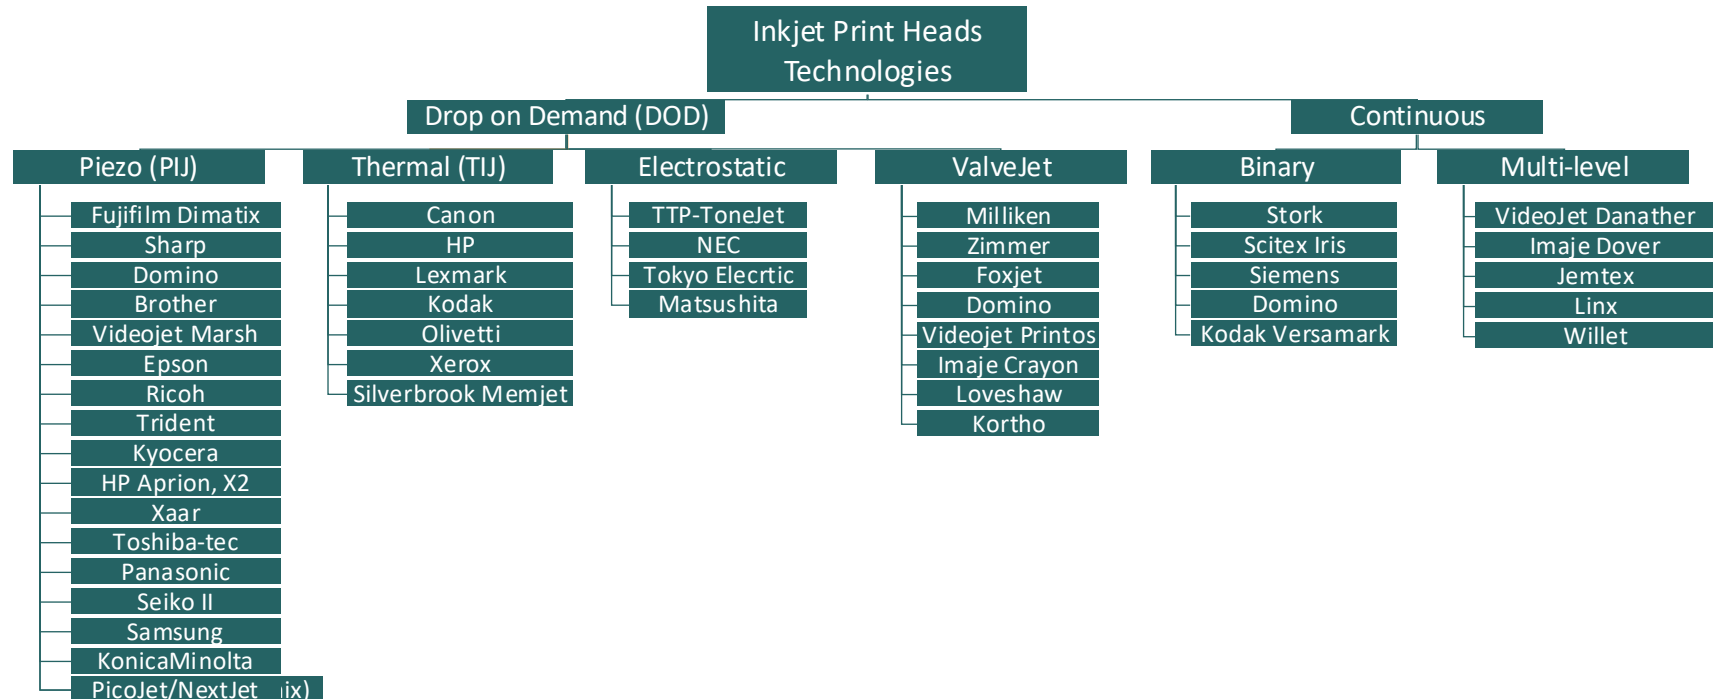 Inkjet Print Heads
Technologies
Drop on Demand (DOD)
Continuous
Piezo (PIJ)
Thermal (TIJ)
Electrostatic
ValveJet
Binary
Multi-level
Fujifilm Dimatix
Sharp
Domino
Brother
Videojet Marsh
Epson
Ricoh
Trident
Kyocera
HP Aprion, X2
Xaar
Toshiba-tec
Panasonic
Seiko II
Samsung
KonicaMinolta
PicoJet/NextJet ix)
Canon
HP
Lexmark
Kodak
Olivetti
Xerox
Silverbrook Memjet
TTP-ToneJet
NEC
Tokyo Elecrtic
Matsushita
Milliken
Zimmer
Foxjet
Domino
Videojet Printos
Imaje Crayon
Loveshaw
Kortho
Stork
Scitex Iris
Siemens
Domino
Kodak Versamark
VideoJet Danather
Imaje Dover
Jemtex
Linx
Willet